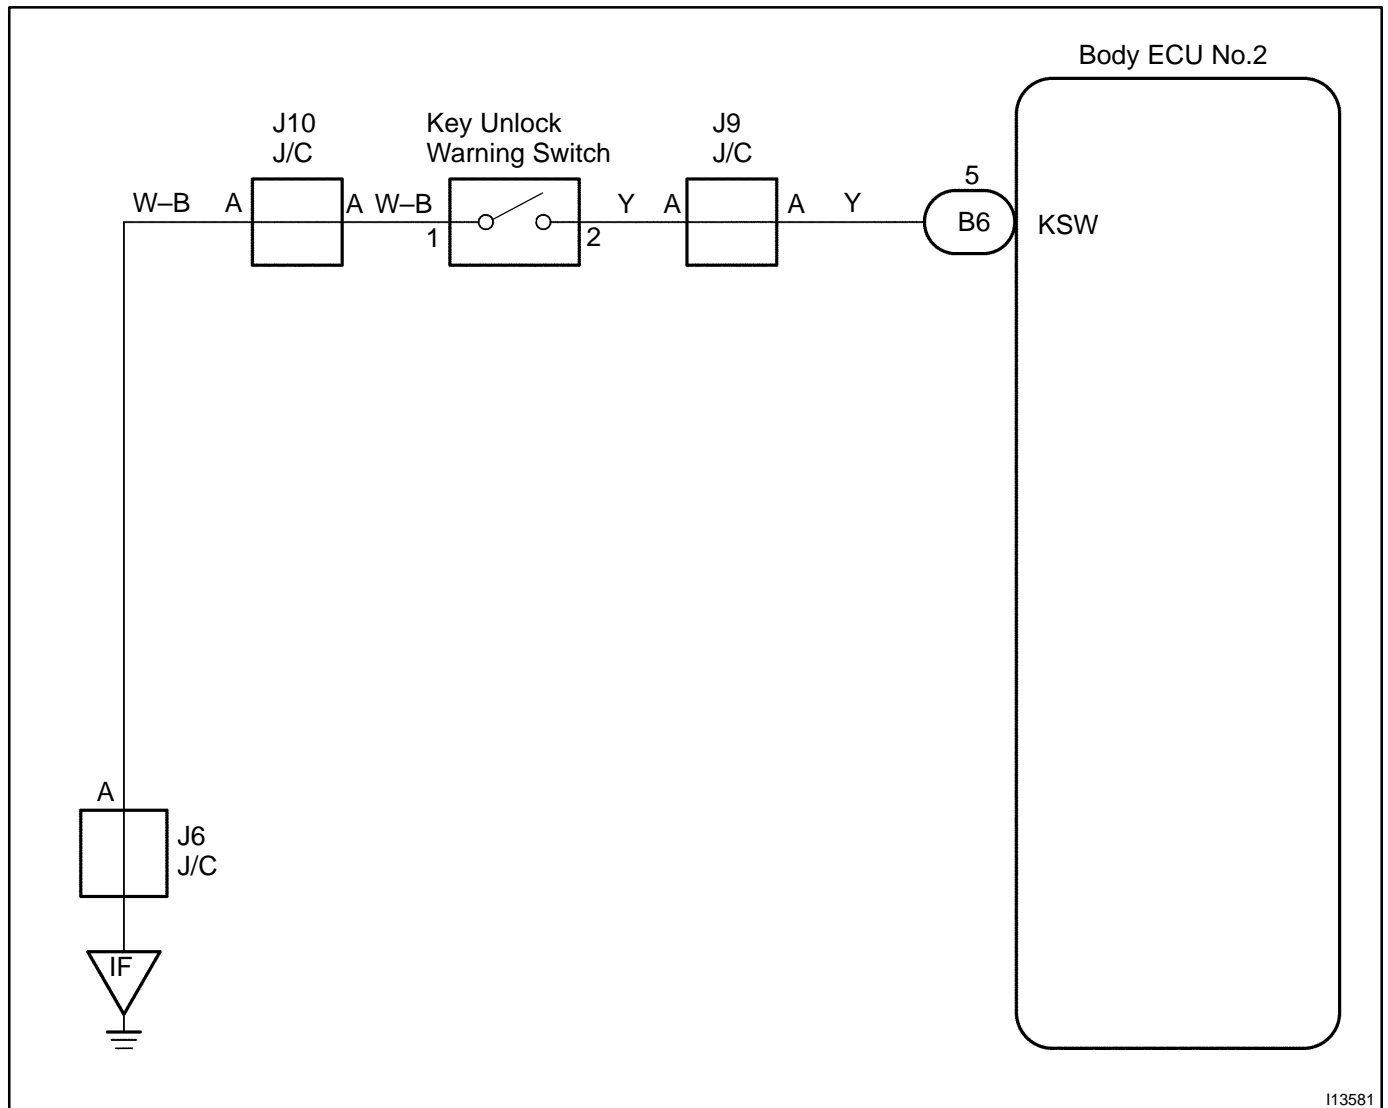 Body ECU No.2
J10
J/C
Key Unlock
Warning Switch
J9
J/C
5
W–B
A
A
W–B
1
2
Y
A
A
Y
B6
KSW
A
J6
J/C
IF
I13581